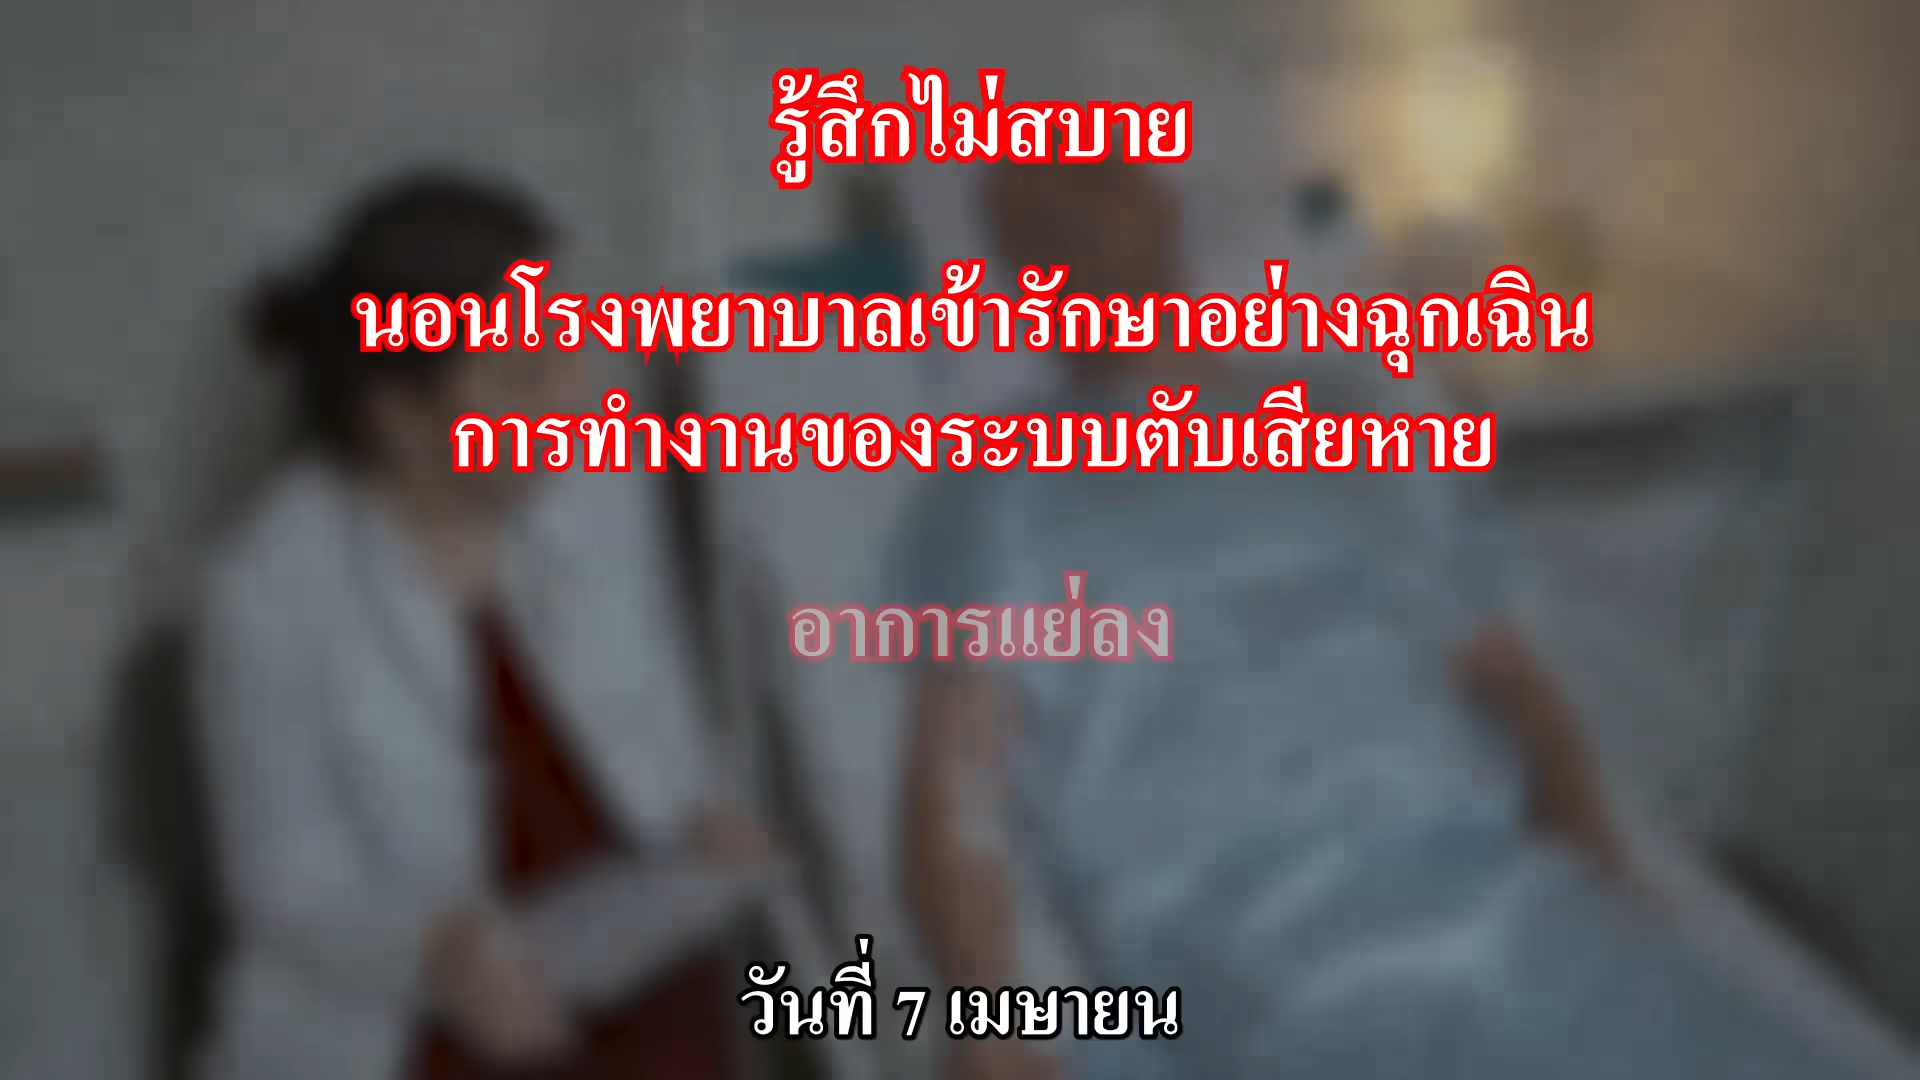 รู้สึกไม่สบาย
นอนโรงพยาบาลเข้ารักษาอย่างฉุกเฉิน
การทำงานของระบบตับเสียหาย
อาการแย่ลง
วันที่ 7 เมษายน